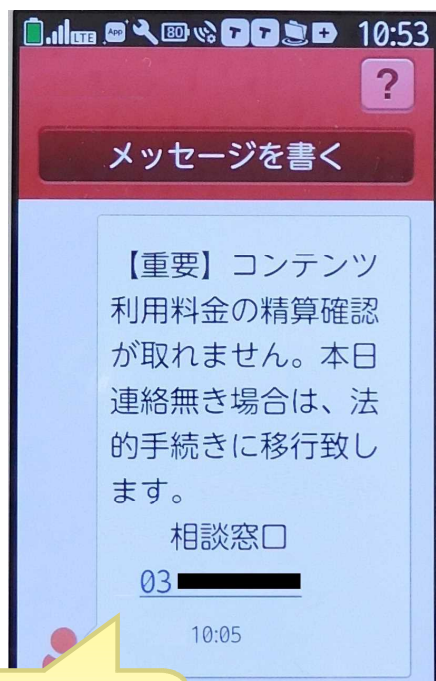 LTE App 80 10:53
?
メッセージを書く
【重要】コンテンツ
利用料金の精算確認
が取れません。本日
連絡無き場合は、法
的手続きに移行致し
ます。
相談窓口
03
10:05